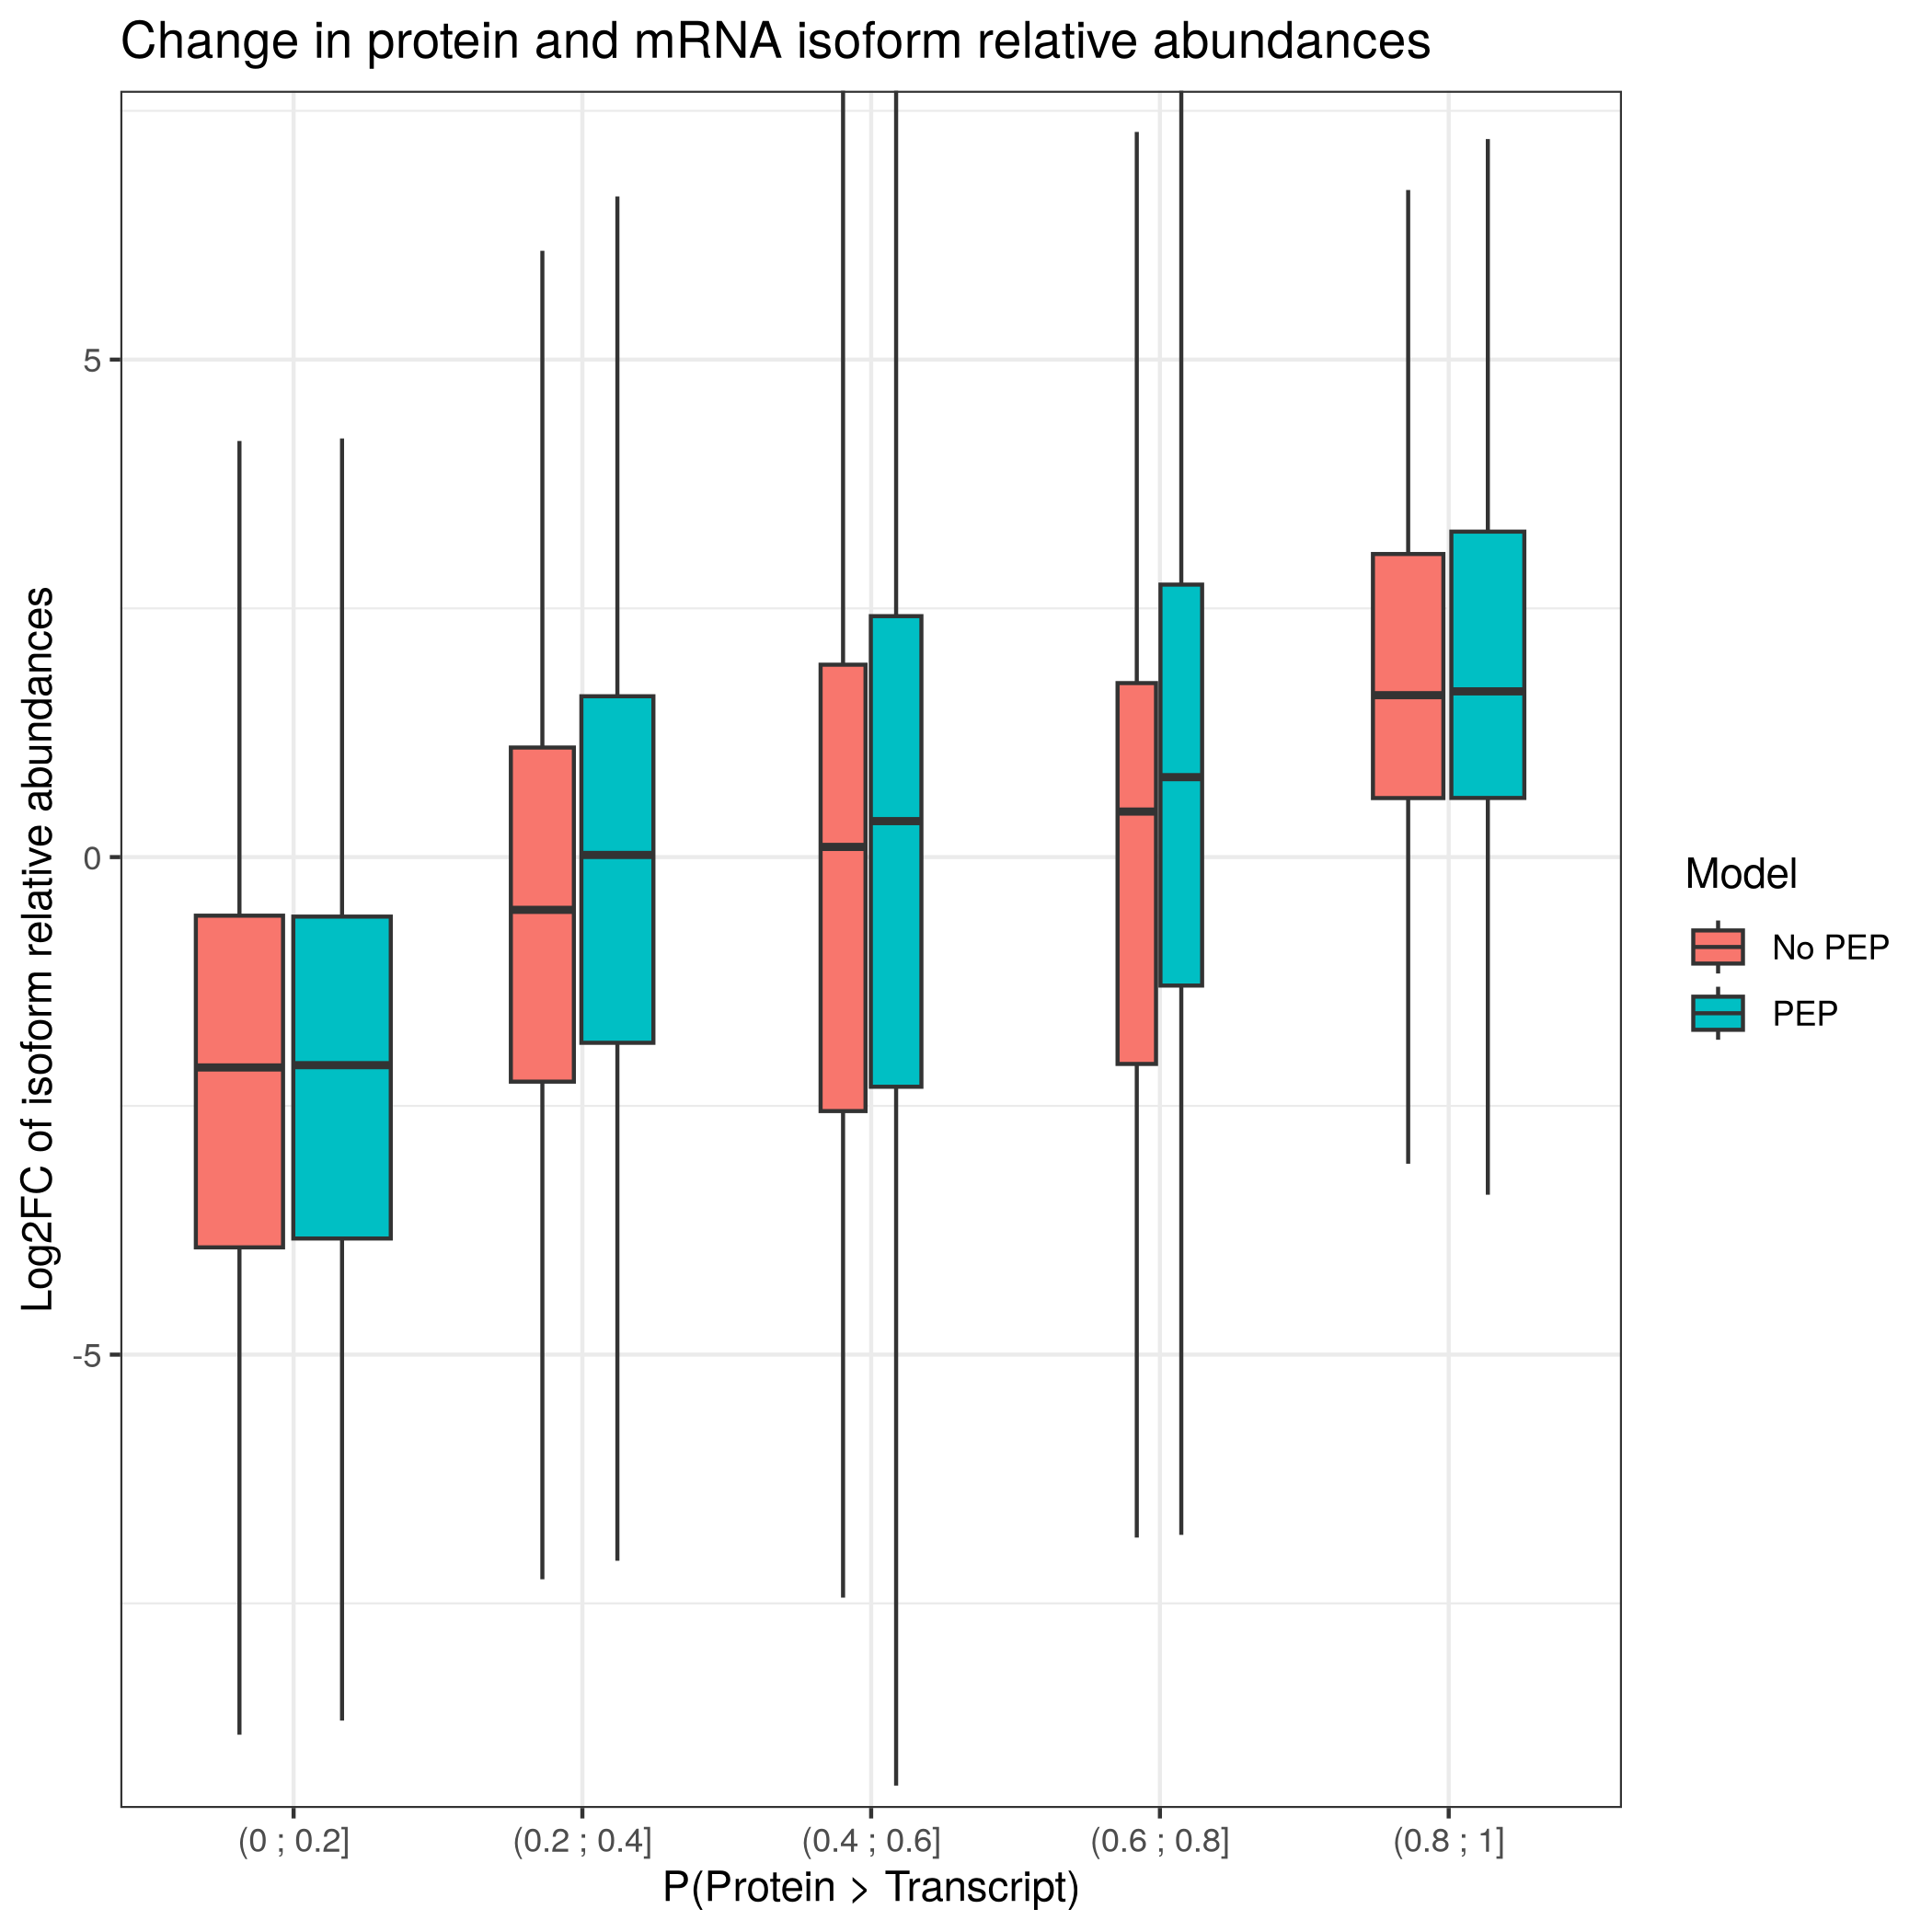 Change in protein and mRNA isoform relative abundances
Log2FC of isoform relative abundances
5
0
-5
(0 ; 0.2]
(0.2 ; 0.4]
(0.4 ; 0.6]
(0.6 ; 0.8]
(0.8 ; 1]
P(Protein > Transcript)
Model
No PEP
PEP